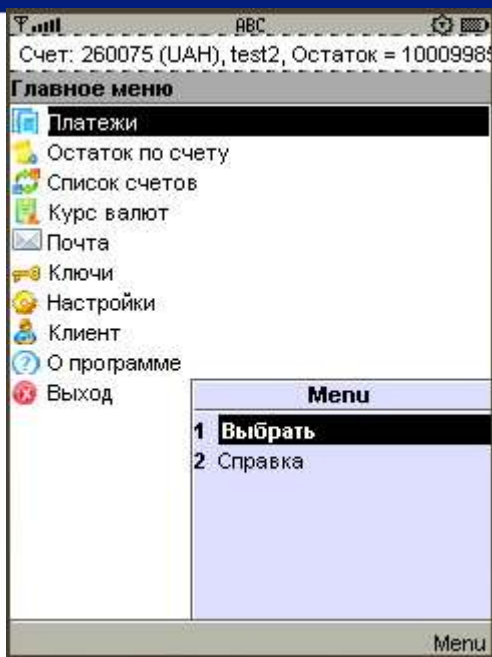 ABC
Счет: 260075 (UAH), test2, Остаток = 1000998
Главное меню
Платежи
Остаток по счету
Список счетов
Курс валют
Почта
Ключи
Настройки
Клиент
О программе
Выход
Menu
1 Выбрать
2 Справка
Menu